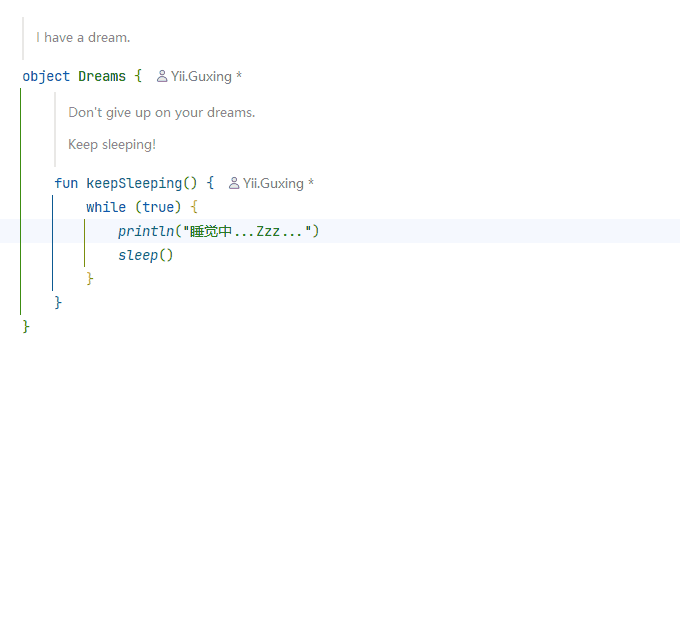 I have a dream.
object Dreams { Yii.Guxing *
Don't give up on your dreams.
Keep sleeping!
fun keepSleeping() { Yii.Guxing *
while (true) {
println("睡觉中...Zzz...")
sleep()
}
}
}